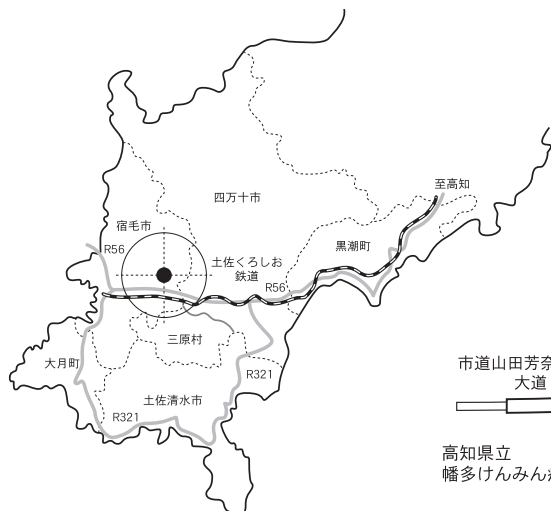 至高知
四万十市
宿毛市
黒潮町
R56
土佐くろしお
鉄道
R56
三原村
大月町
R321
土佐清水市
R321
市道山田芳奈
大道
高知県立
幡多けんみん